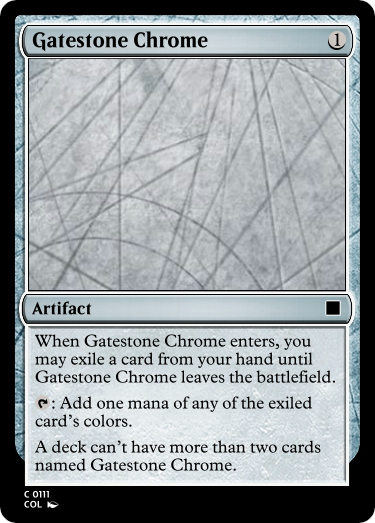 Gatestone Chrome 1
Artifact
When Gatestone Chrome enters, you
may exile a card from your hand until
Gatestone Chrome leaves the battlefield.
: Add one mana of any of the exiled
card's colors.
A deck can't have more than two cards
named Gatestone Chrome.
C 0111
COL